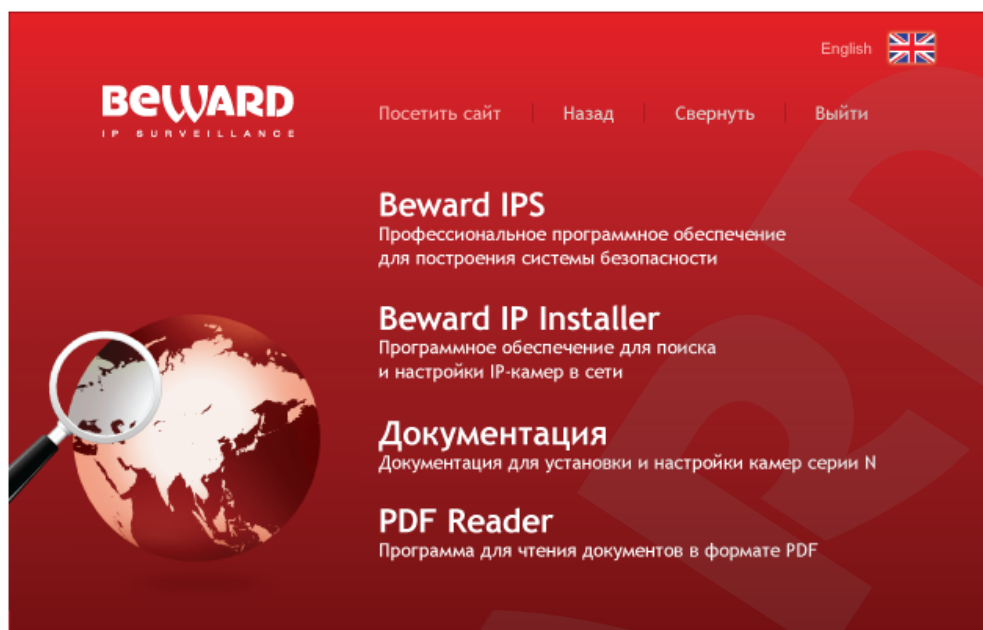 English
BEWARD
IP SURVEILLANCE
Посетить сайт Назад Свернуть Выйти
Beward IPS
Профессиональное программное обеспечение
для построения системы безопасности
Beward IP Installer
Программное обеспечение для поиска
и настройки IP-камер в сети
Документация
Документация для установки и настройки камер серии N
PDF Reader
Программа для чтения документов в формате PDF